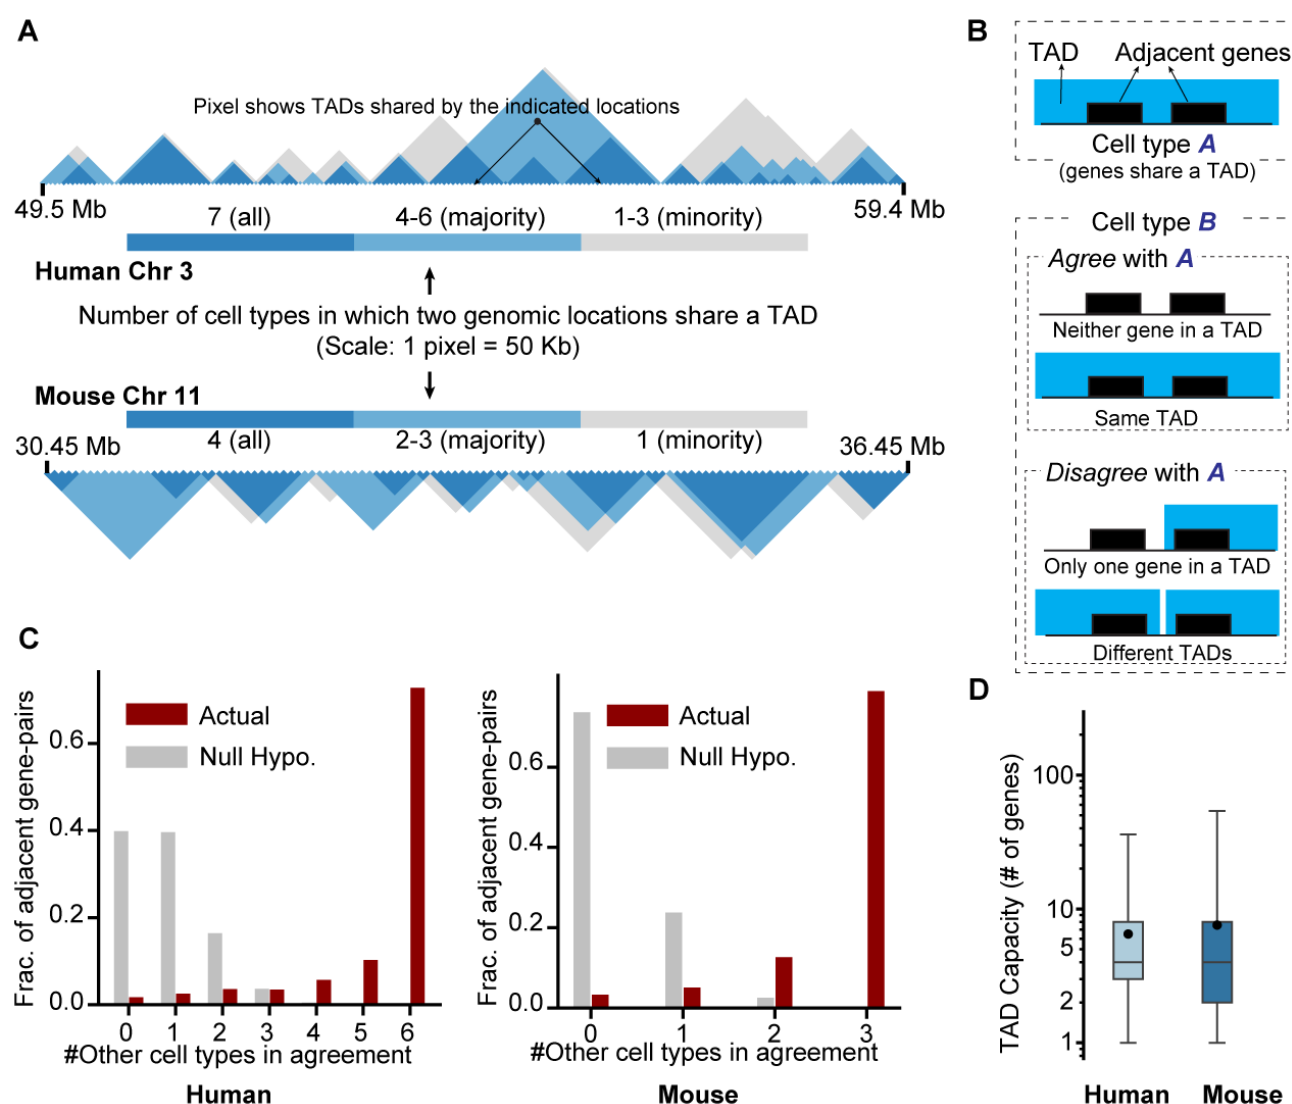 A
Pixel shows TADs shared by the indicated locations
49.5 Mb
59.4 Mb
7 (all)
4-6 (majority)
1-3 (minority)
Human Chr 3
Number of cell types in which two genomic locations share a TAD
(Scale: 1 pixel = 50 Kb)
Mouse Chr 11
4 (all)
2-3 (majority)
1 (minority)
30.45 Mb
36.45 Mb
B
TAD
Adjacent genes
Cell type A
(genes share a TAD)
Cell type B
Agree with A
Neither gene in a TAD
Same TAD
Disagree with A
Only one gene in a TAD
Different TADs
C
Frac. of adjacent gene-pairs
0.6
0.4
0.2
0.0
Actual
Null Hypo.
0 1 2 3 4 5 6
#Other cell types in agreement
Human
Frac. of adjacent gene-pairs
0.6
0.4
0.2
0.0
Actual
Null Hypo.
0 1 2 3
#Other cell types in agreement
Mouse
D
TAD Capacity (# of genes)
100
10
5
2
1
Human
Mouse